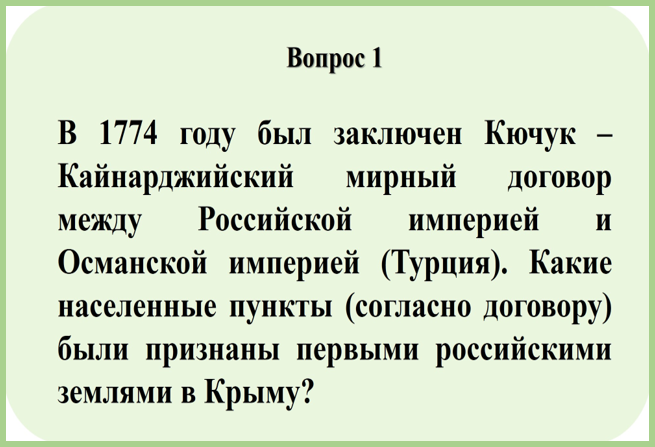 Вопрос 1
В 1774 году был заключен Кючук –
Кайнарджийский мирный договор
между Российской империей и
Османской империей (Турция). Какие
населенные пункты (согласно договору)
были признаны первыми российскими
землями в Крыму?